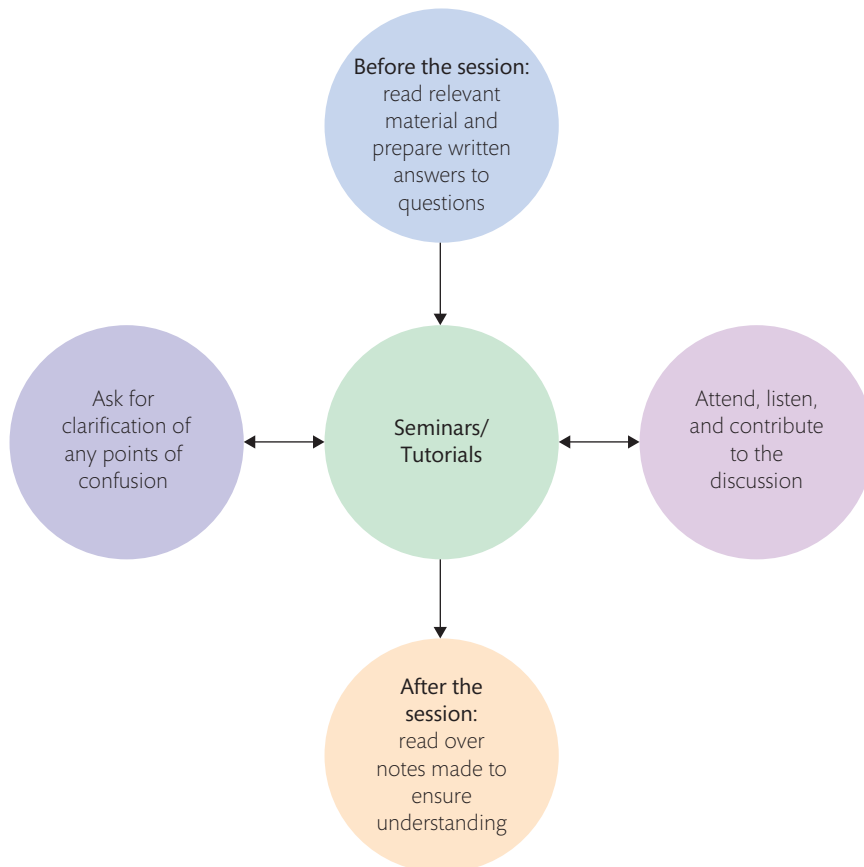 Before the session:
read relevant
material and
prepare written
answers to
questions
Ask for
clarification of
any points of
confusion
Seminars/
Tutorials
Attend, listen,
and contribute
to the
discussion
After the
session:
read over
notes made to
ensure
understanding